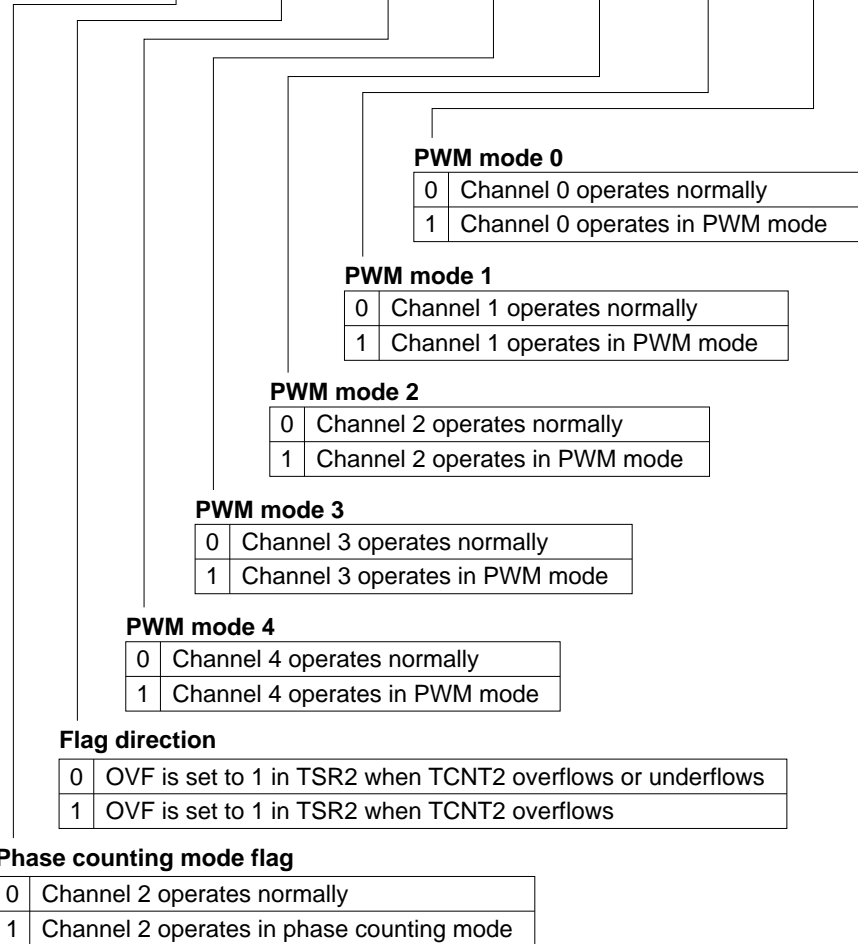 PWM mode 0
0 Channel 0 operates normally
1 Channel 0 operates in PWM mode
PWM mode 1
0 Channel 1 operates normally
1 Channel 1 operates in PWM mode
PWM mode 2
0 Channel 2 operates normally
1 Channel 2 operates in PWM mode
PWM mode 3
0 Channel 3 operates normally
1 Channel 3 operates in PWM mode
PWM mode 4
0 Channel 4 operates normally
1 Channel 4 operates in PWM mode
Flag direction
0 OVF is set to 1 in TSR2 when TCNT2 overflows or underflows
1 OVF is set to 1 in TSR2 when TCNT2 overflows
Phase counting mode flag
0 Channel 2 operates normally
1 Channel 2 operates in phase counting mode